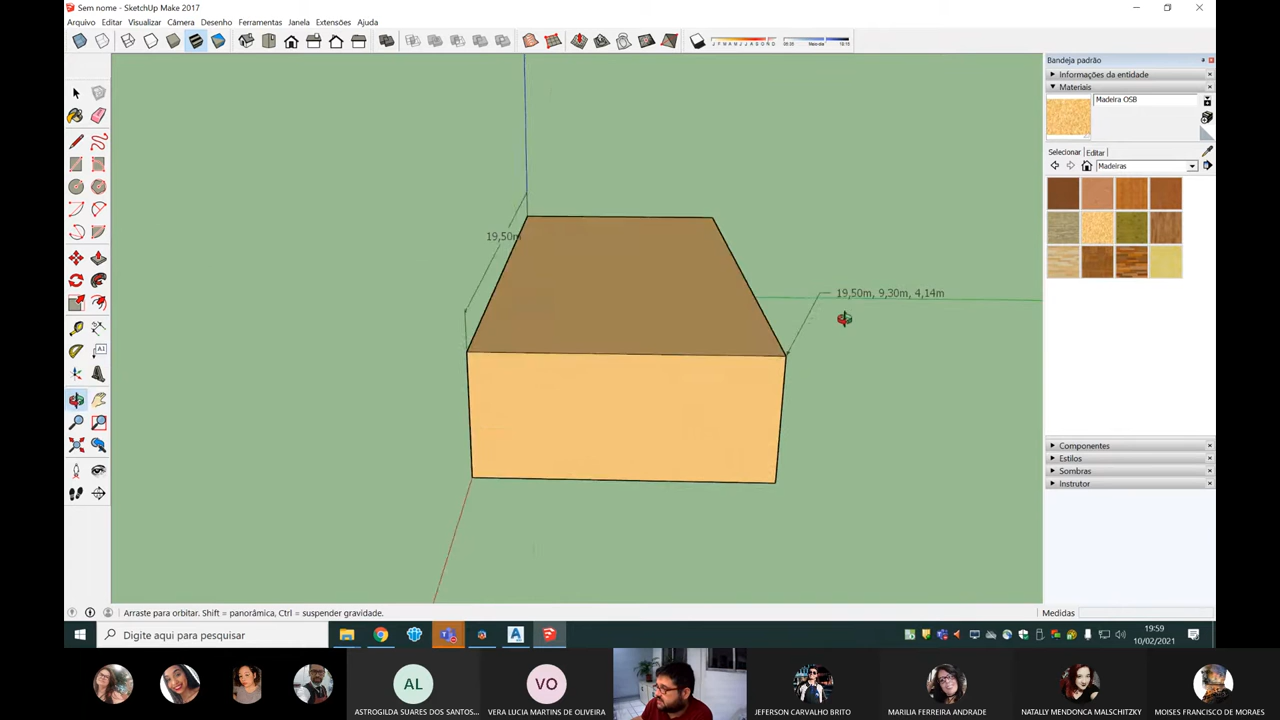 Sem nome - SketchUp Make 2017
Arquivo Editar Visualizar Câmera Desenho Ferramentas Janela Extensões Ajuda
J F M A M J J A S O N D
Meio-dia
Bandeja padrão
Informações da entidade
Materiais
Madeira OSB
Selecionar Editar
Madeiras
19,50m
19,50m, 9,30m, 4,14m
A1
Componentes
Estilos
Sombras
Instrutor
Arraste para orbitar. Shift = panorâmica, Ctrl = suspender gravidade.
Medidas
Digite aqui para pesquisar
19:59
10/02/2021
AL
VO
ASTROGILDA SUARES DOS SANTOS...
VERA LUCIA MARTINS DE OLIVEIRA
JEFERSON CARVALHO BRITO
MARILIA FERREIRA ANDRADE
NATALLY MENDONCA MALSCHITZKY
MOISES FRANCISCO DE MORAES